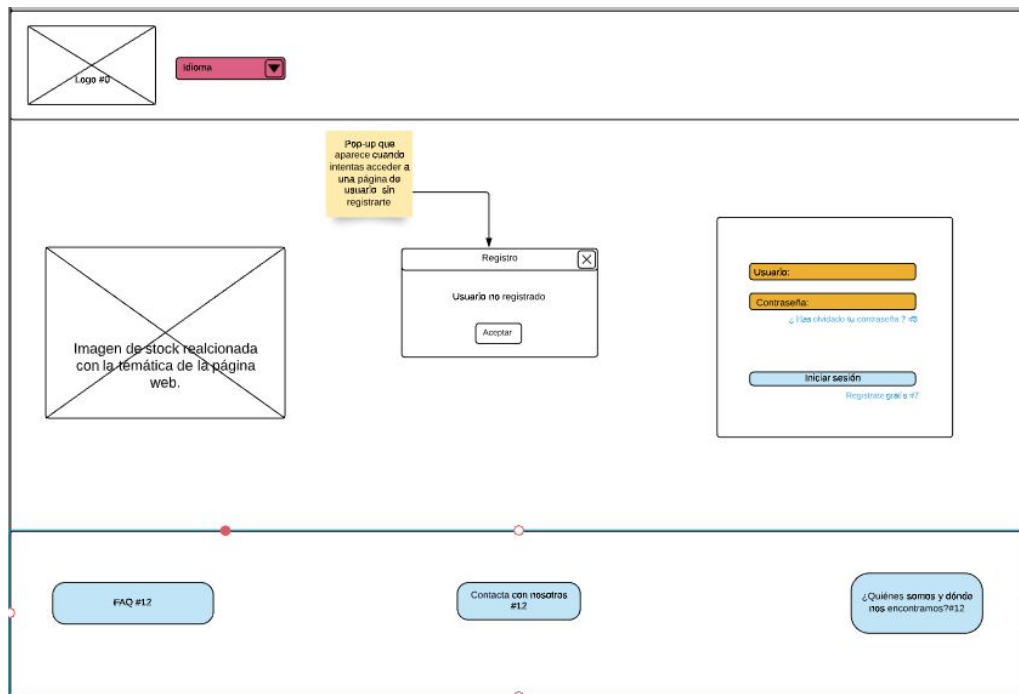 Logo #0
Idioma
Pop-up que
aparece cuando
intentas acceder a
una página de
usuario sin
registrarte
Registro
Usuario no registrado
Aceptar
Imagen de stock realcionada
con la temática de la página
web.
Usuario:
Contraseña:
¿ Has olvidado tu contraseña ? #8
Iniciar sesión
Registrate gratis #7
FAQ #12
Contacta con nosotros
#12
¿Quiénes somos y dónde
nos encontramos?#12